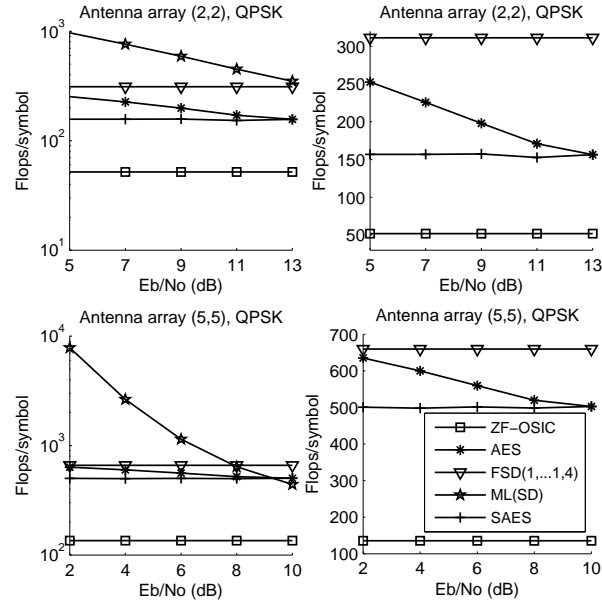 Antenna array (2,2), QPSK
10^3
10^2
10^1
Flops/symbol
5 7 9 11 13
Eb/No (dB)
Antenna array (2,2), QPSK
300
250
200
150
100
50
Flops/symbol
5 7 9 11 13
Eb/No (dB)
Antenna array (5,5), QPSK
10^4
10^3
10^2
Flops/symbol
2 4 6 8 10
Eb/No (dB)
Antenna array (5,5), QPSK
700
600
500
400
300
200
100
Flops/symbol
ZF−OSIC
AES
FSD(1,...1,4)
ML(SD)
SAES
2 4 6 8 10
Eb/No (dB)